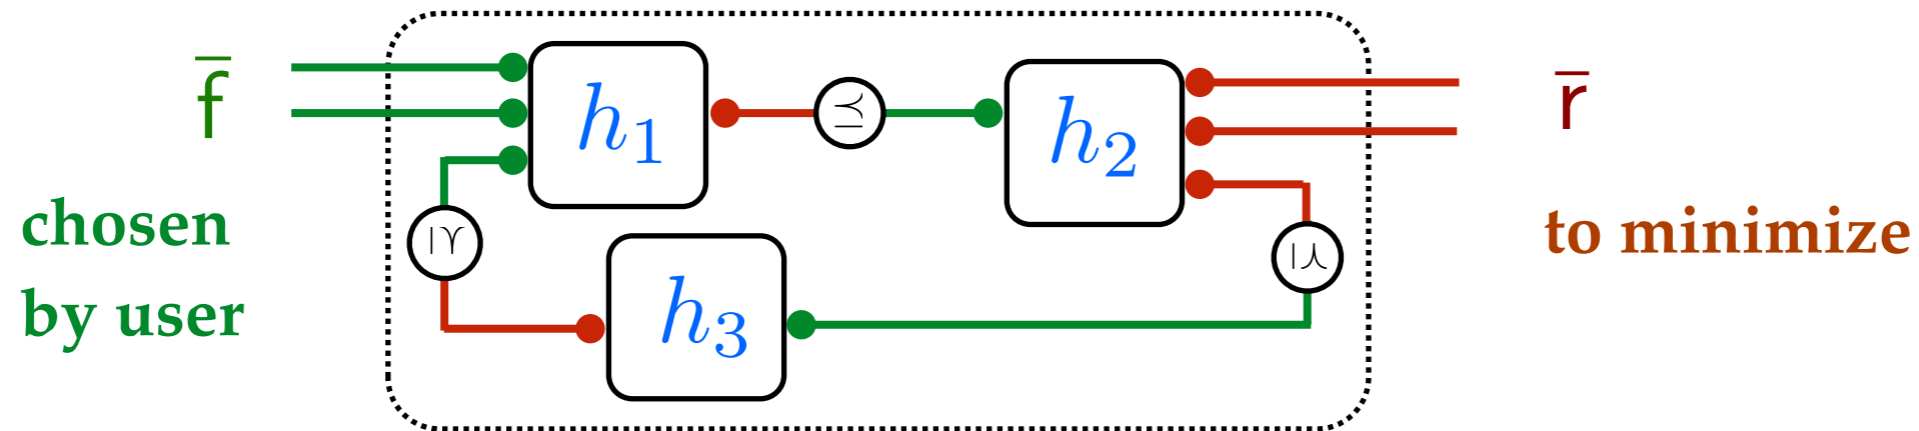 f̄
chosen
by user
h₁
⪯
h₂
⪯
h₃
⪯
r̄
to minimize